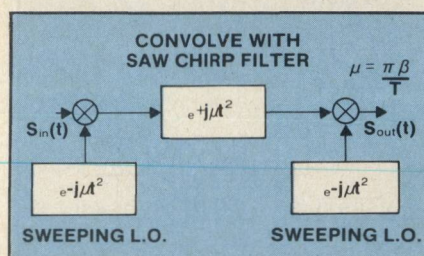 CONVOLVE WITH
SAW CHIRP FILTER
μ = πβ/T
e+jμt²
Sin(t)
Sout(t)
e-jμt²
e-jμt²
SWEEPING L.O.
SWEEPING L.O.